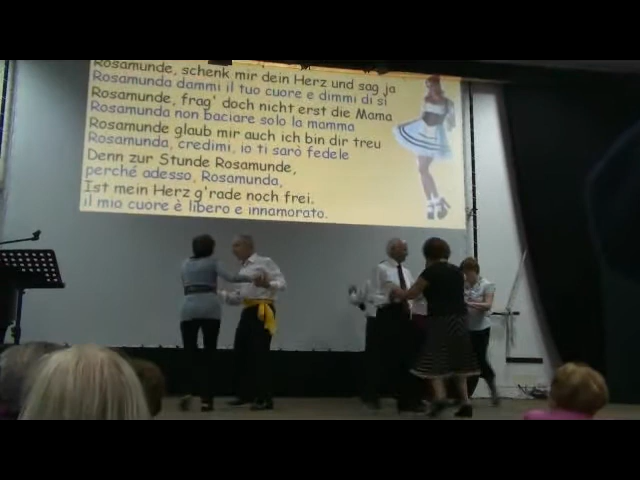 Rosamunde, schenk mir dein Herz und sag ja
Rosamunda dammi il tuo cuore e dimmi di sì
Rosamunde, frag' doch nicht erst die Mama
Rosamunda non baciare solo la mamma
Rosamunde glaub mir auch ich bin dir treu
Rosamunda, credimi, io ti sarò fedele
Denn zur Stunde Rosamunde,
perché adesso, Rosamunda,
Ist mein Herz g'rade noch frei.
il mio cuore è libero e innamorato.